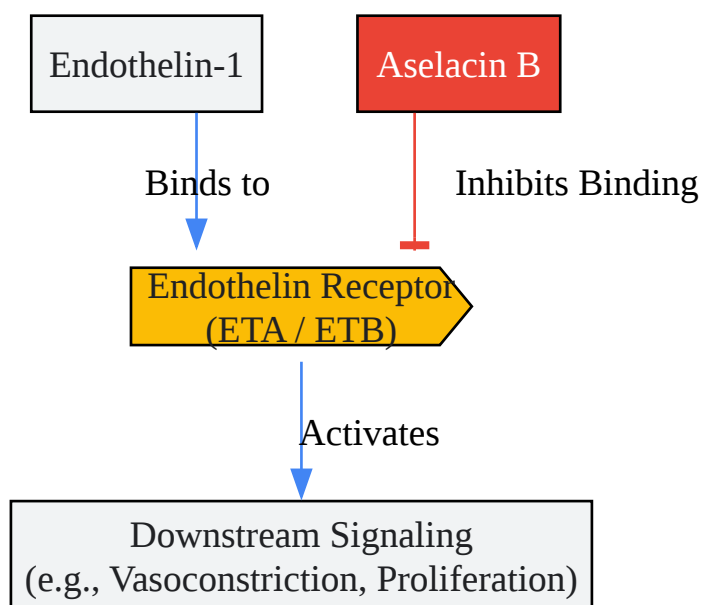 Endothelin-1
Aselacin B
Binds to
Inhibits Binding
Endothelin Receptor
(ETA / ETB)
Activates
Downstream Signaling
(e.g., Vasoconstriction, Proliferation)